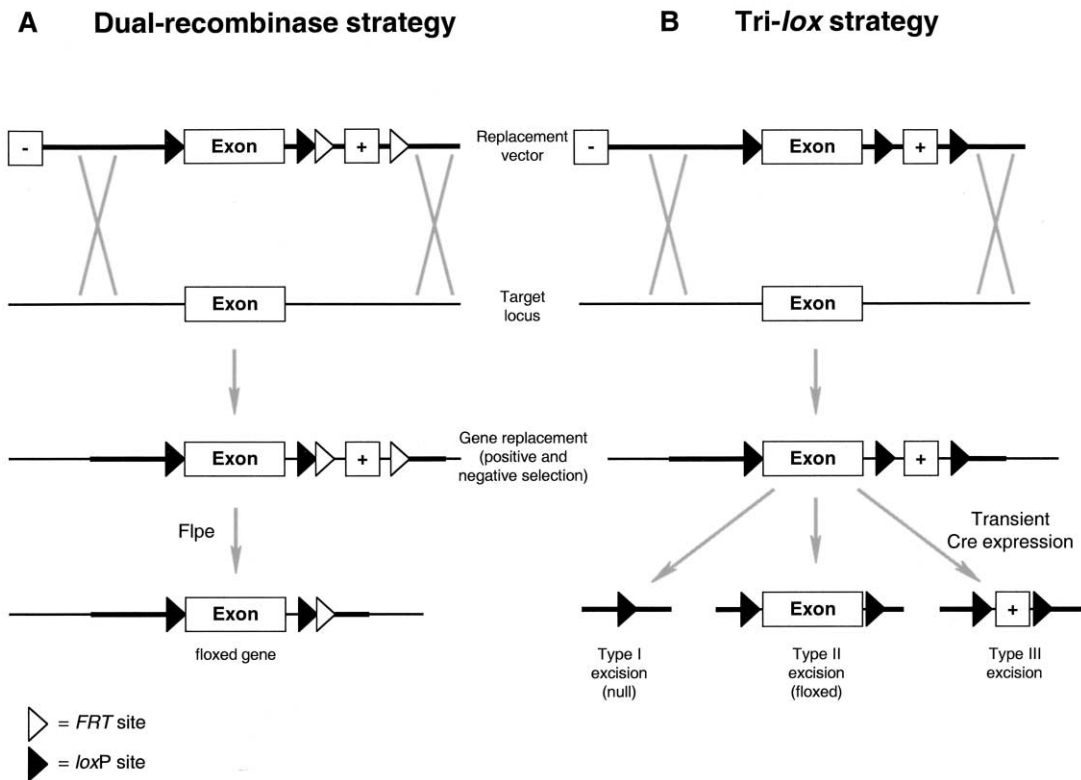 A Dual-recombinase strategy
B Tri-lox strategy
- Exon +
Replacement
vector
- Exon +
Exon
Target
locus
Exon
Exon +
Gene replacement
(positive and
negative selection)
Exon +
Flpe
Transient
Cre expression
Exon
floxed gene
Exon
+
Type I
excision
(null)
Type II
excision
(floxed)
Type III
excision
= FRT site
= loxP site